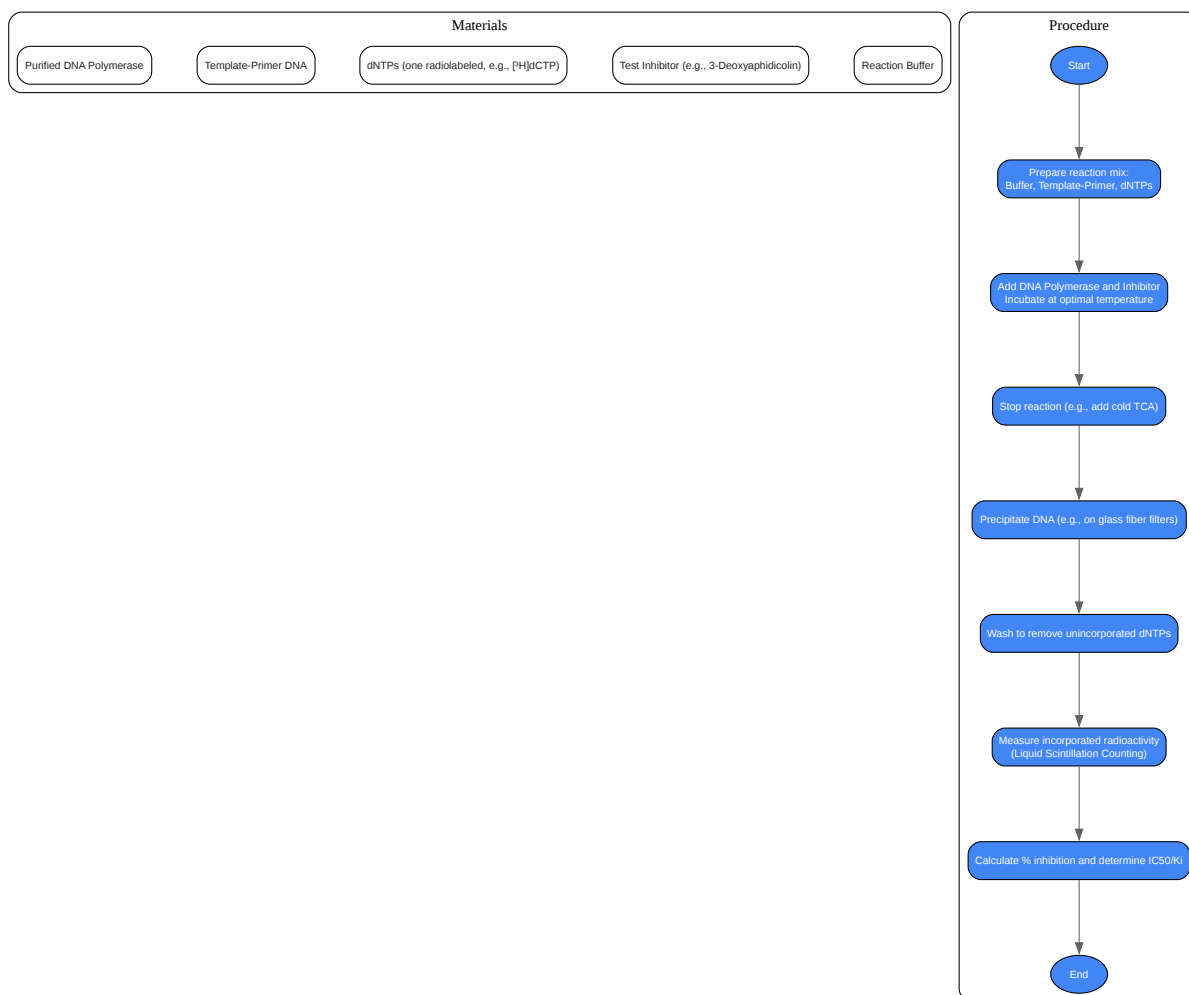 Materials
Purified DNA Polymerase
Template-Primer DNA
dNTPs (one radiolabeled, e.g., [³H]dCTP)
Test Inhibitor (e.g., 3-Deoxyaphidicolin)
Reaction Buffer
Procedure
Start
Prepare reaction mix:
Buffer, Template-Primer, dNTPs
Add DNA Polymerase and Inhibitor
Incubate at optimal temperature
Stop reaction (e.g., add cold TCA)
Precipitate DNA (e.g., on glass fiber filters)
Wash to remove unincorporated dNTPs
Measure incorporated radioactivity
(Liquid Scintillation Counting)
Calculate % inhibition and determine IC50/Ki
End